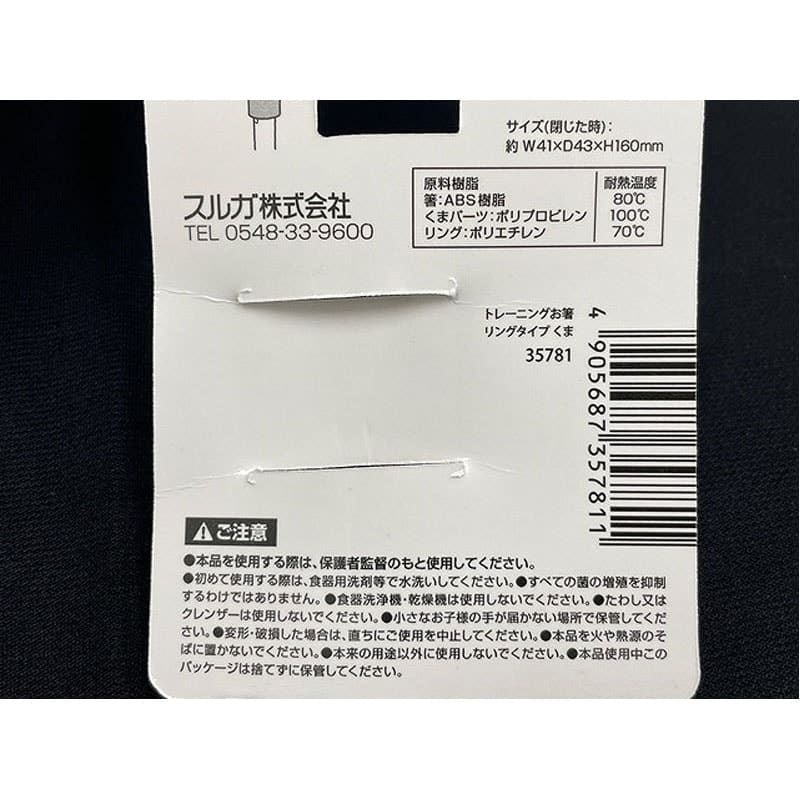 サイズ(閉じた時):
約 W41×D43×H160mm
原料樹脂 耐熱温度
箸:ABS樹脂 80℃
くまパーツ:ポリプロピレン 100℃
リング:ポリエチレン 70℃
スルガ株式会社
TEL 0548-33-9600
トレーニングお箸
リングタイプ くま
35781
4 905687 357811
ご注意
●本品を使用する際は、保護者監督のもと使用してください。
●初めて使用する際は、食器用洗剤等で水洗いしてください。●すべての菌の増殖を抑制
するわけではありません。●食器洗浄機・乾燥機は使用しないでください。●たわし又は
クレンザーは使用しないでください。●小さなお子様の手が届かない場所で保管してくだ
さい。●変形・破損した場合は、直ちにご使用を中止してください。●本品を火や熱源のそ
ばに置かないでください。●本来の用途以外に使用しないでください。●本品使用中この
パッケージは捨てずに保管してください。